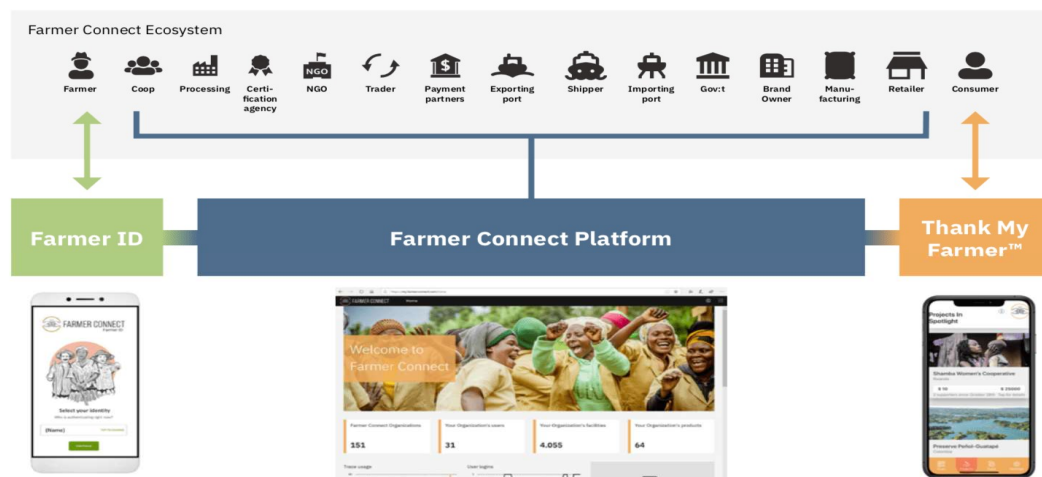 Farmer Connect Ecosystem
NGO
$
Farmer
Coop
Processing
Certi-
fication
agency
NGO
Trader
Payment
partners
Exporting
port
Shipper
Importing
port
Gov:t
Brand
Owner
Manu-
facturing
Retailer
Consumer
Farmer ID
Farmer Connect Platform
Thank My
Farmer™
FARMER CONNECT
Farmer ID
Select your identity
(Name)
FARMER CONNECT
Welcome to
Farmer Connect
Farmer Connect Organizations
151
Your Organization's users
31
Your Organization's facilities
4.055
Your Organization's products
64
Trace usage
User logins
Projects In
Spotlight
Shamba Women's Cooperative
$ 10
Preserve Peñol-Guatapé
Colombia